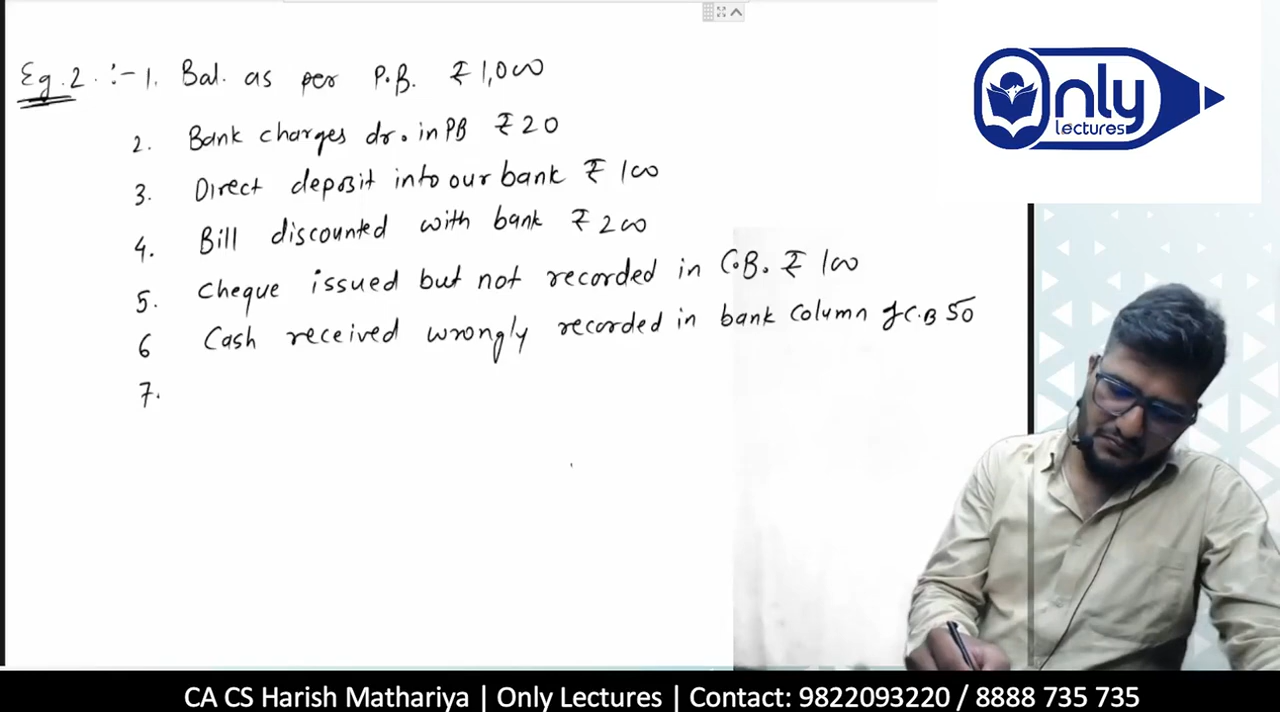 Eg.2 :- 1. Bal. as per P.B. ₹ 1,000
2. Bank charges dr. in PB ₹ 20
3. Direct deposit into our bank ₹ 100
4. Bill discounted with bank ₹ 200
5. Cheque issued but not recorded in C.B. ₹ 100
6 Cash received wrongly recorded in bank column of C.B 50
7.
Only
lectures
CA CS Harish Mathariya | Only Lectures | Contact: 9822093220 / 8888 735 735